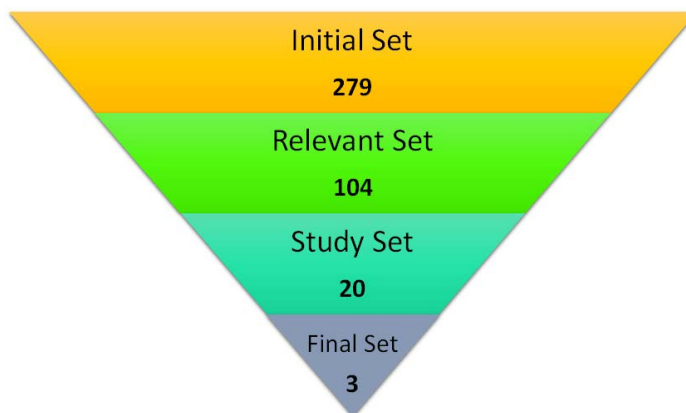 Initial Set
279
Relevant Set
104
Study Set
20
Final Set
3